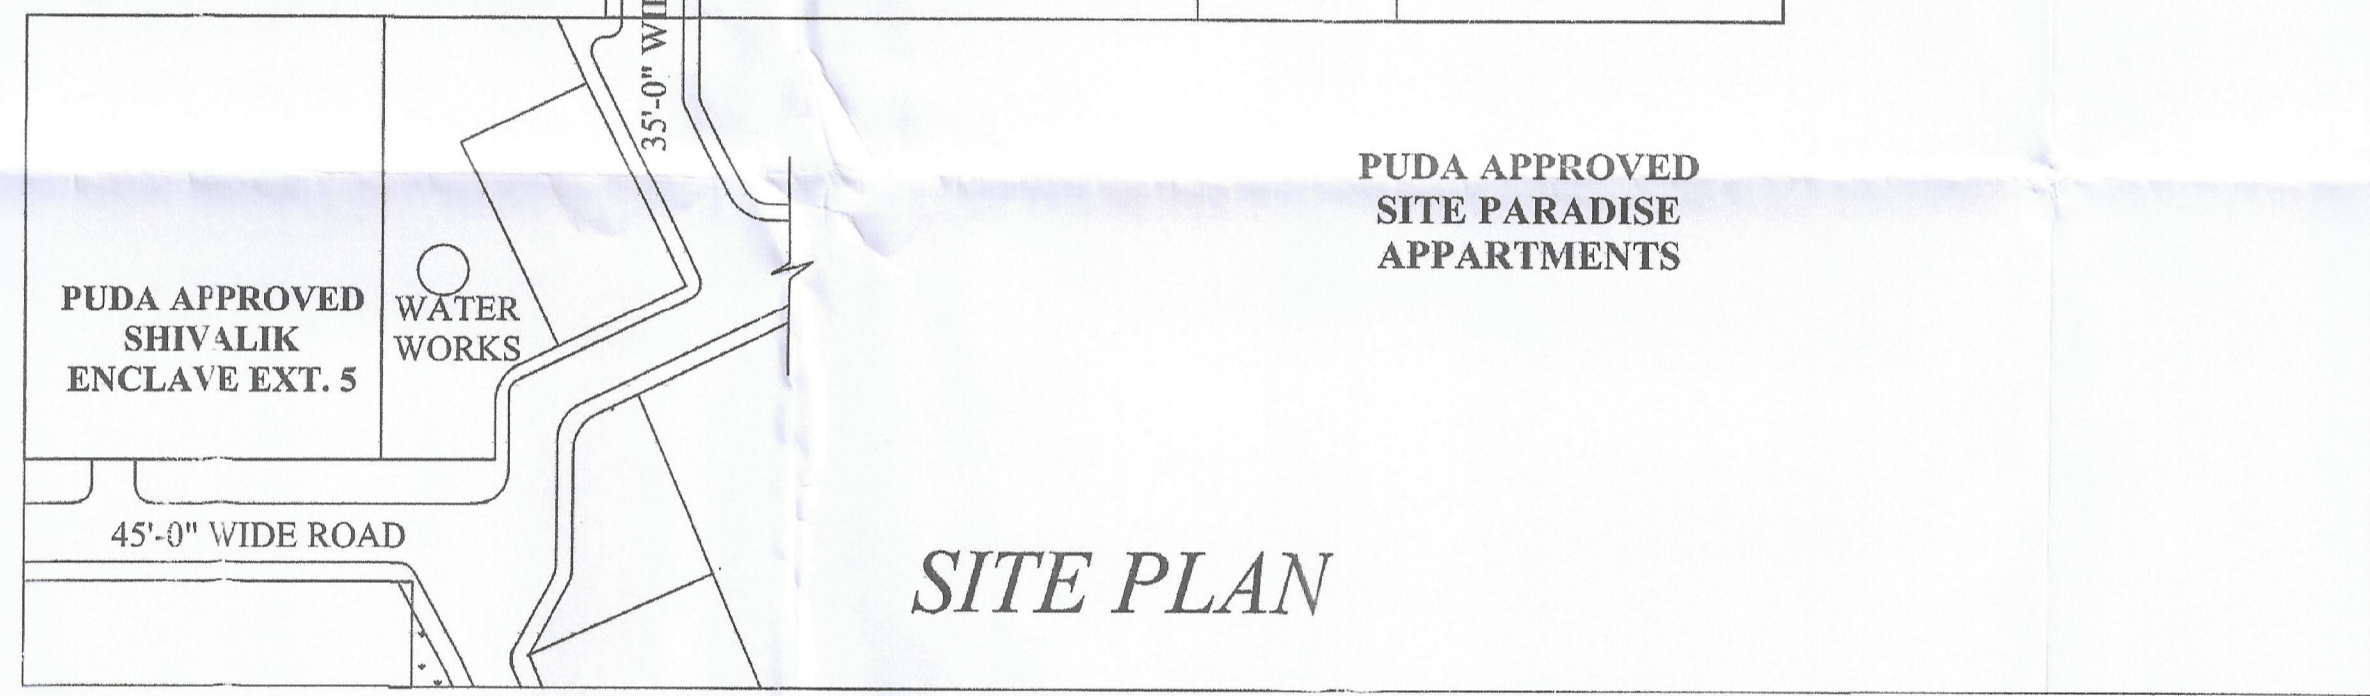 35'-0"
PUDA APPROVED
SITE PARADISE
APPARTMENTS
PUDA APPROVED
SHIVALIK
ENCLAVE EXT. 5
WATER
WORKS
45'-0" WIDE ROAD
SITE PLAN